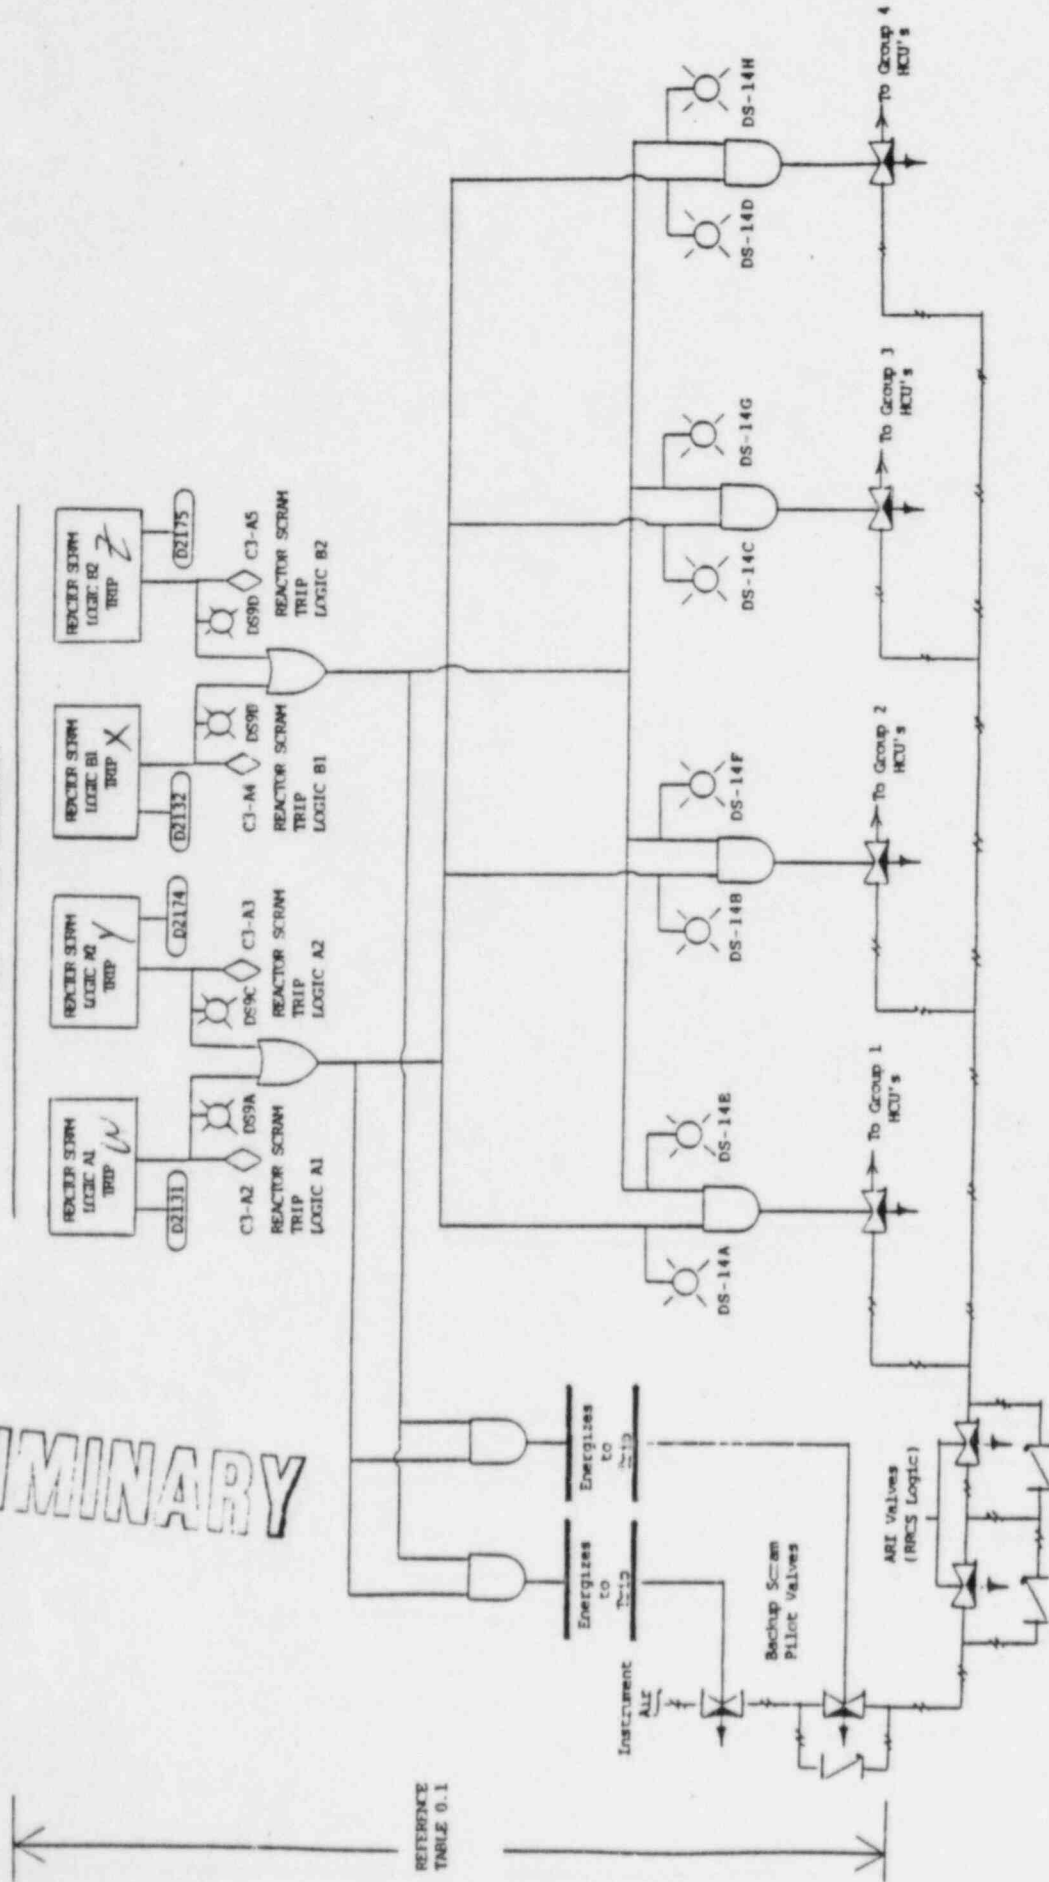 REACTOR SCRAM
LOGIC A1
TRIP W
D2131
REACTOR SCRAM
LOGIC A2
TRIP Y
D2174
REACTOR SCRAM
LOGIC B1
TRIP X
D2132
REACTOR SCRAM
LOGIC B2
TRIP Z
D2175
C3-A2
DS9A
REACTOR SCRAM
TRIP
LOGIC A1
DS9C
C3-A3
REACTOR SCRAM
TRIP
LOGIC A2
C3-A4
DS9B
REACTOR SCRAM
TRIP
LOGIC B1
DS9D
C3-A5
REACTOR SCRAM
TRIP
LOGIC B2
IMINARY
REFERENCE
TABLE 0.1
Energizes
to
Energizes
to
DS-14A
DS-14E
DS-14B
DS-14F
DS-14C
DS-14G
DS-14D
DS-14H
Instrument
Air
Backup Scram
Pilot Valves
ARI Valves
(RRCS Logic)
To Group 1
HCU's
To Group 2
HCU's
To Group 3
HCU's
To Group 4
HCU's